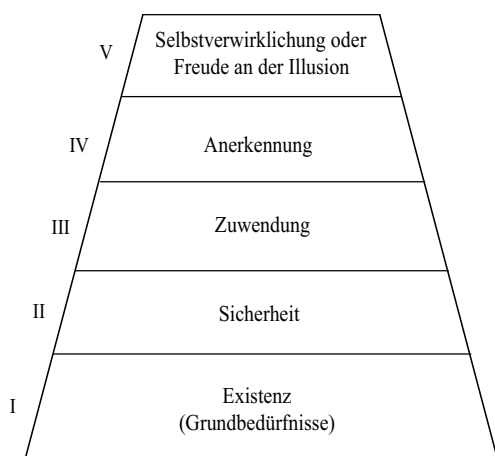 V
Selbstverwirklichung oder
Freude an der Illusion
IV
Anerkennung
III
Zuwendung
II
Sicherheit
I
Existenz
(Grundbedürfnisse)